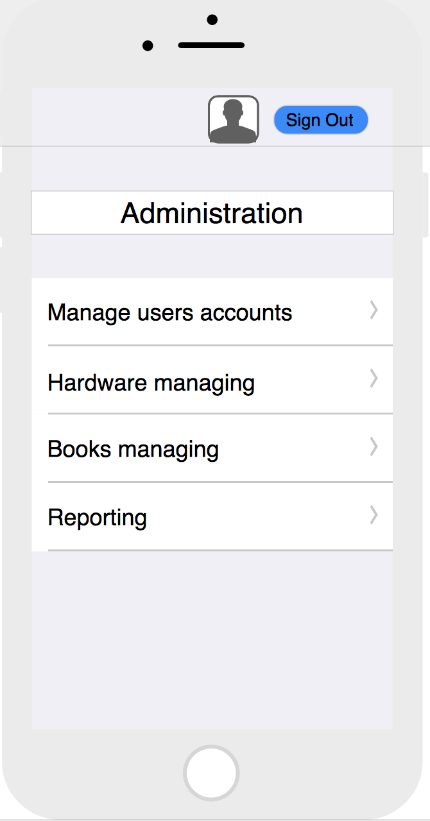 Sign Out
Administration
Manage users accounts
Hardware managing
Books managing
Reporting